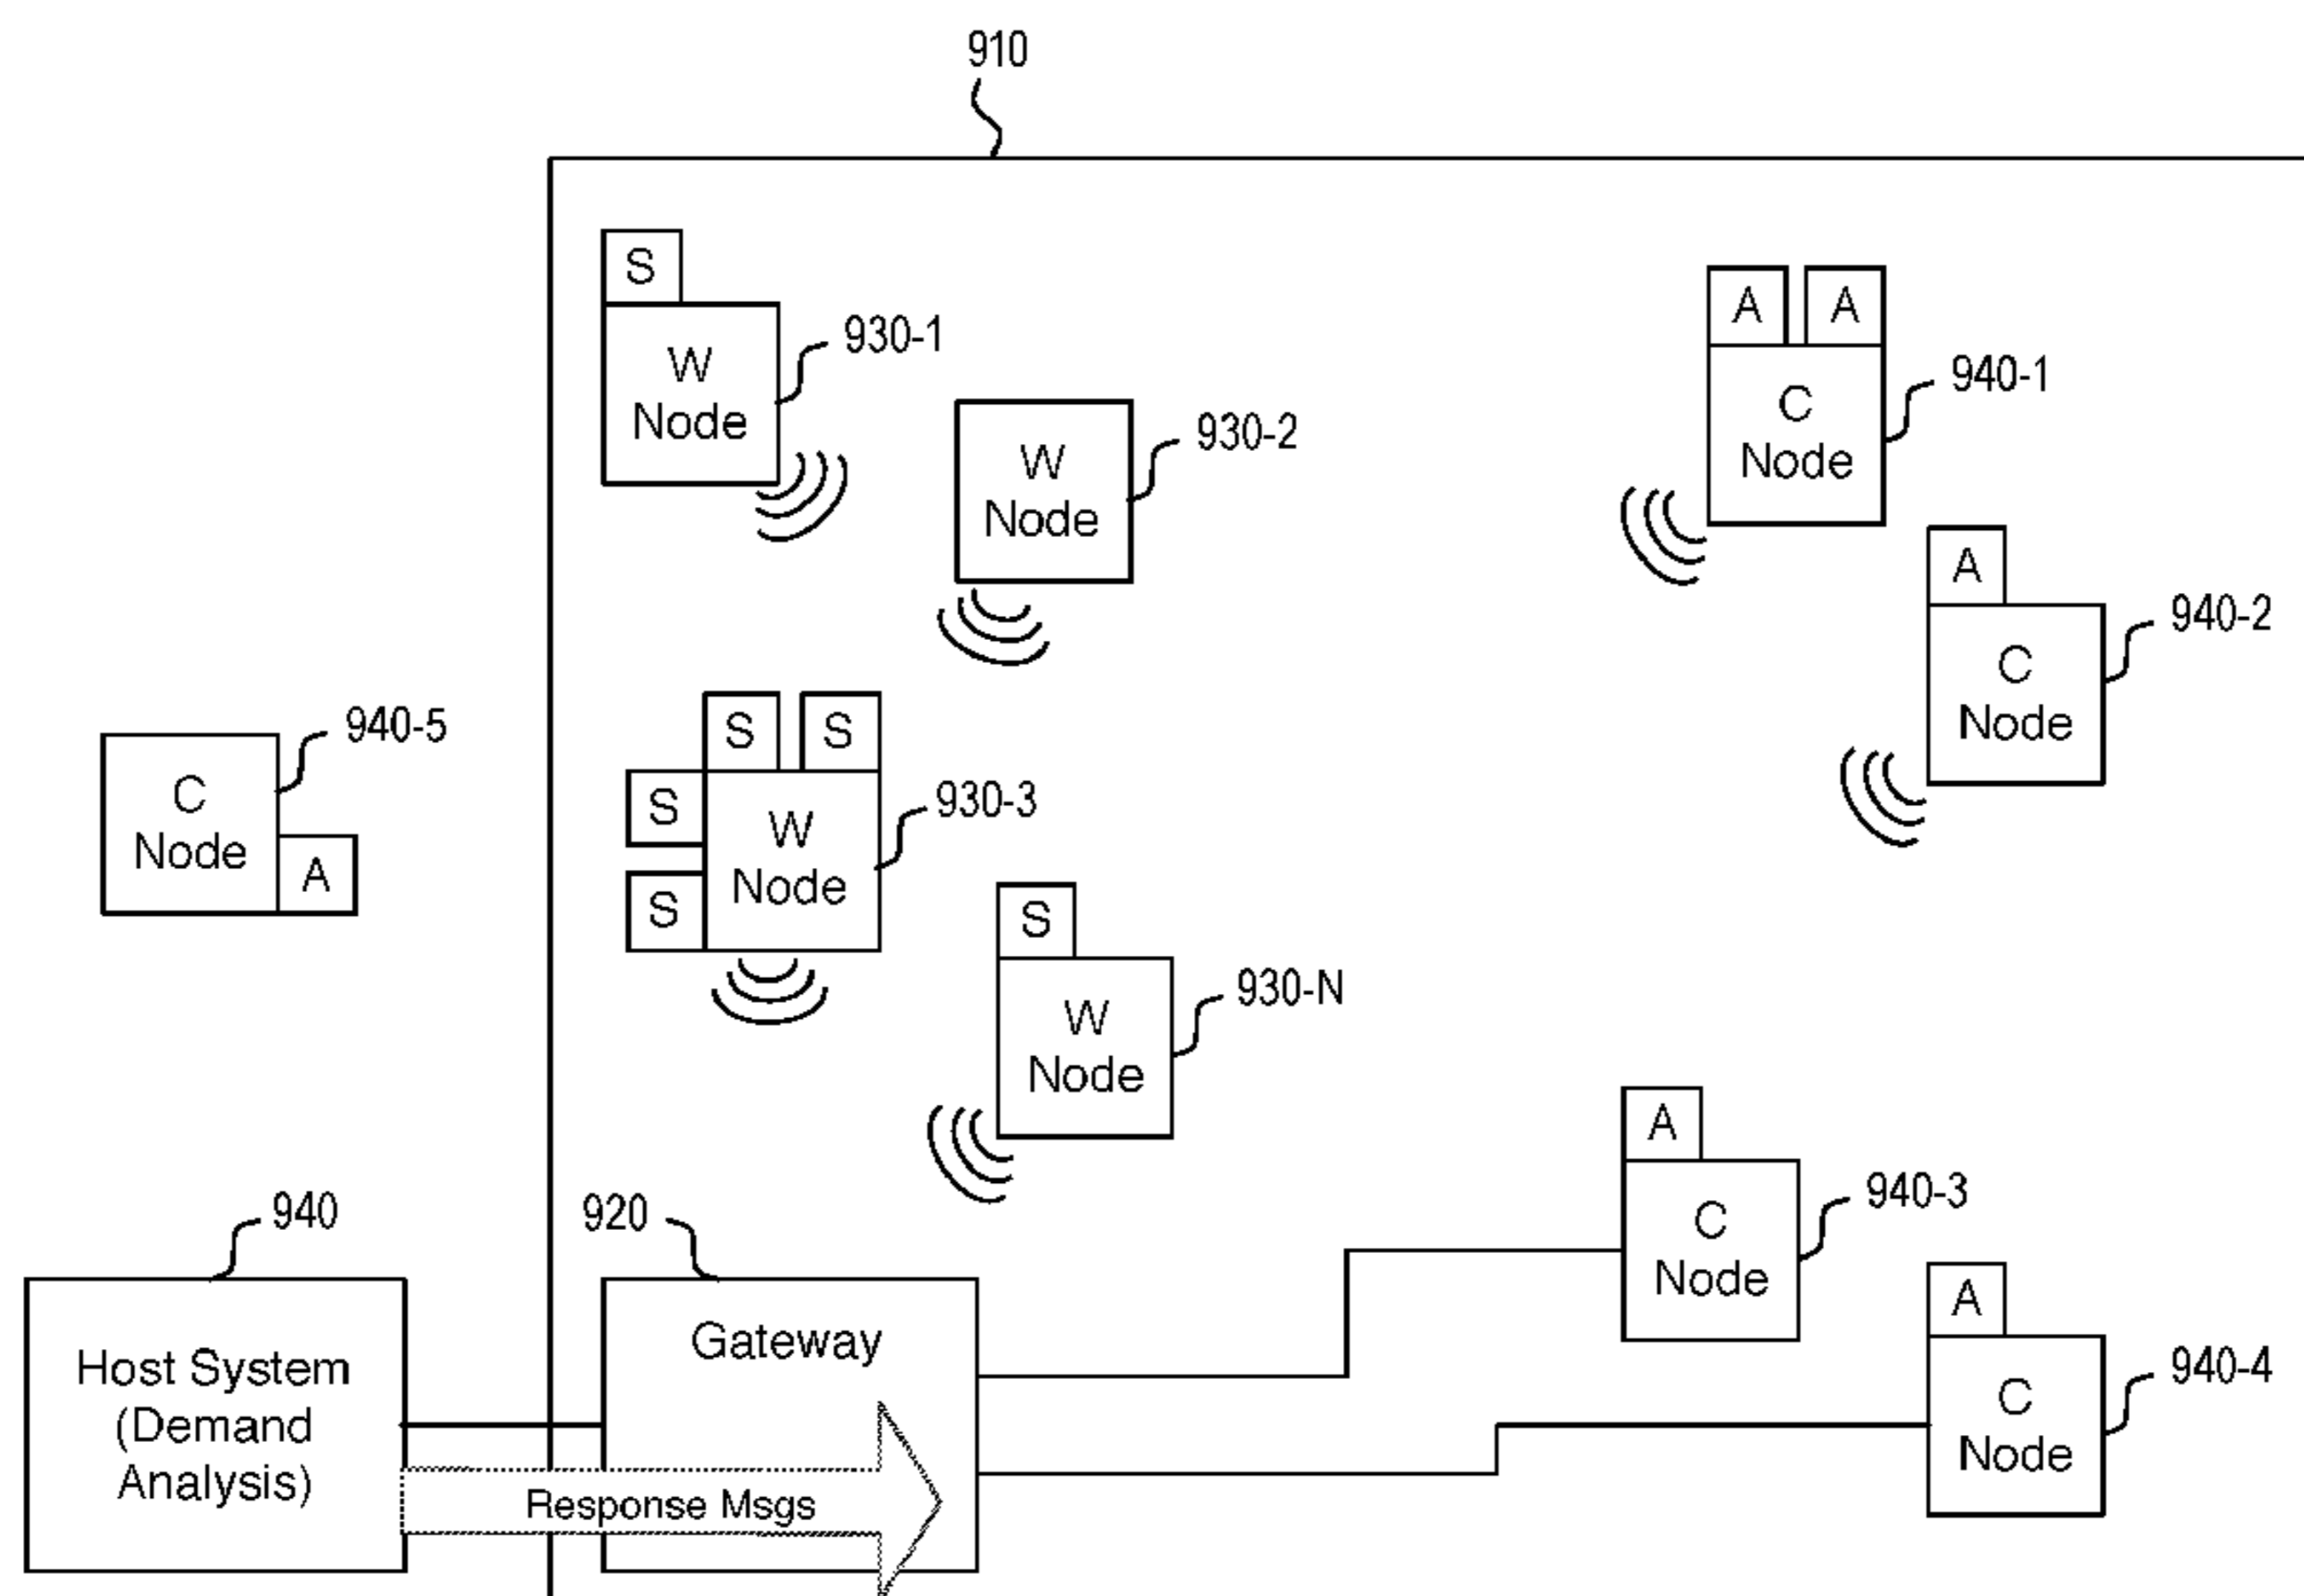 910
S
W
Node
930-1
W
Node
930-2
A
A
C
Node
940-1
A
C
Node
940-2
C
Node
A
940-5
S
S
S
S
W
Node
930-3
S
W
Node
930-N
A
C
Node
940-3
A
C
Node
940-4
940
Host System
(Demand
Analysis)
920
Gateway
Response Msgs